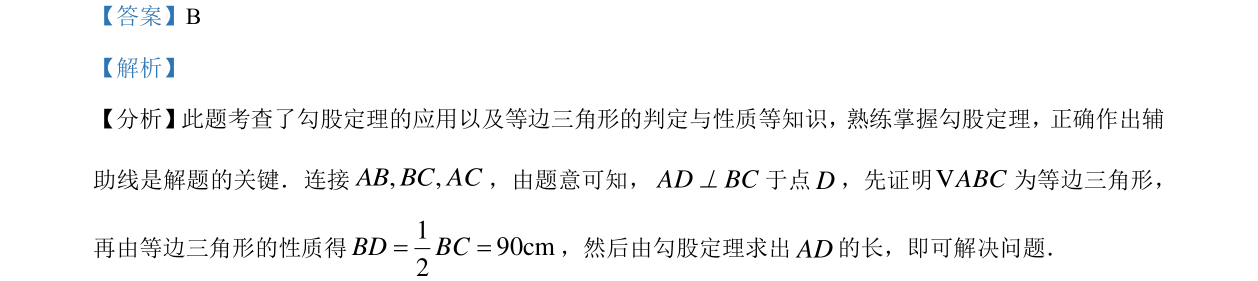 【答案】B
【解析】
【分析】此题考查了勾股定理的应用以及等边三角形的判定与性质等知识，熟练掌握勾股定理，正确作出辅
助线是解题的关键．连接 AB, BC, AC ，由题意可知， AD ⊥ BC 于点 D ，先证明 VABC 为等边三角形，
再由等边三角形的性质得 BD = 1/2 BC = 90cm ，然后由勾股定理求出 AD 的长，即可解决问题．